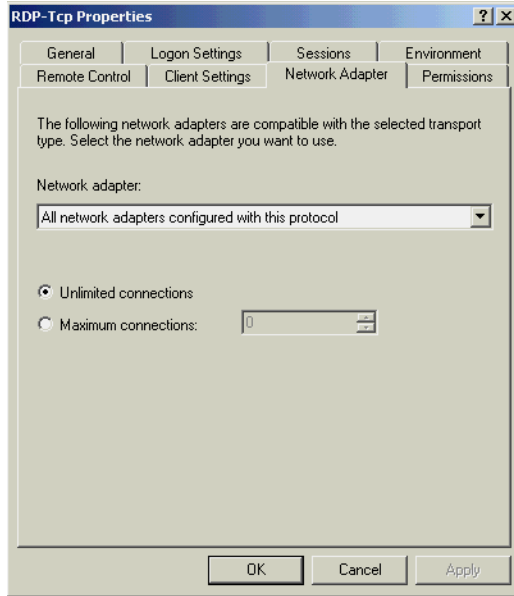 RDP-Tcp Properties
General Logon Settings Sessions Environment
Remote Control Client Settings Network Adapter Permissions
The following network adapters are compatible with the selected transport
type. Select the network adapter you want to use.
Network adapter:
All network adapters configured with this protocol
Unlimited connections
Maximum connections: 0
OK Cancel Apply